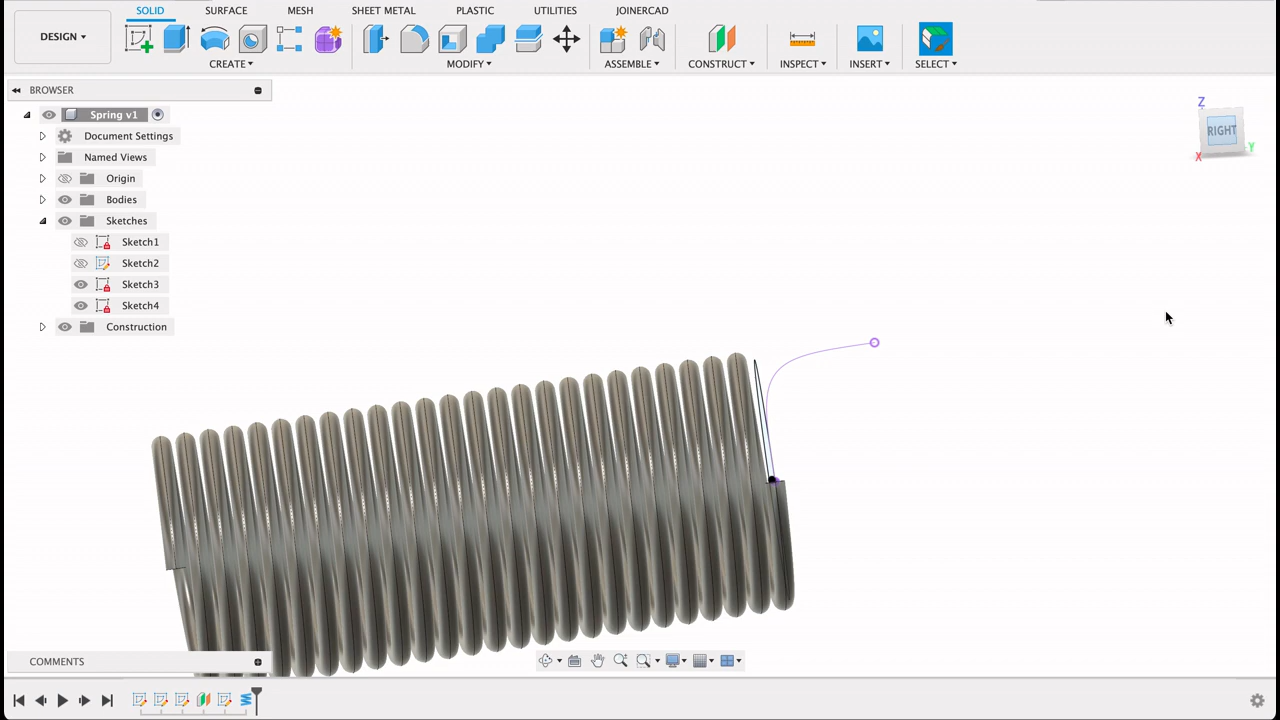 SOLID SURFACE MESH SHEET METAL PLASTIC UTILITIES JOINERCAD
DESIGN
CREATE MODIFY ASSEMBLE CONSTRUCT INSPECT INSERT SELECT
BROWSER
Spring v1
Document Settings
Named Views
Origin
Bodies
Sketches
Sketch1
Sketch2
Sketch3
Sketch4
Construction
Z
RIGHT
X Y
COMMENTS